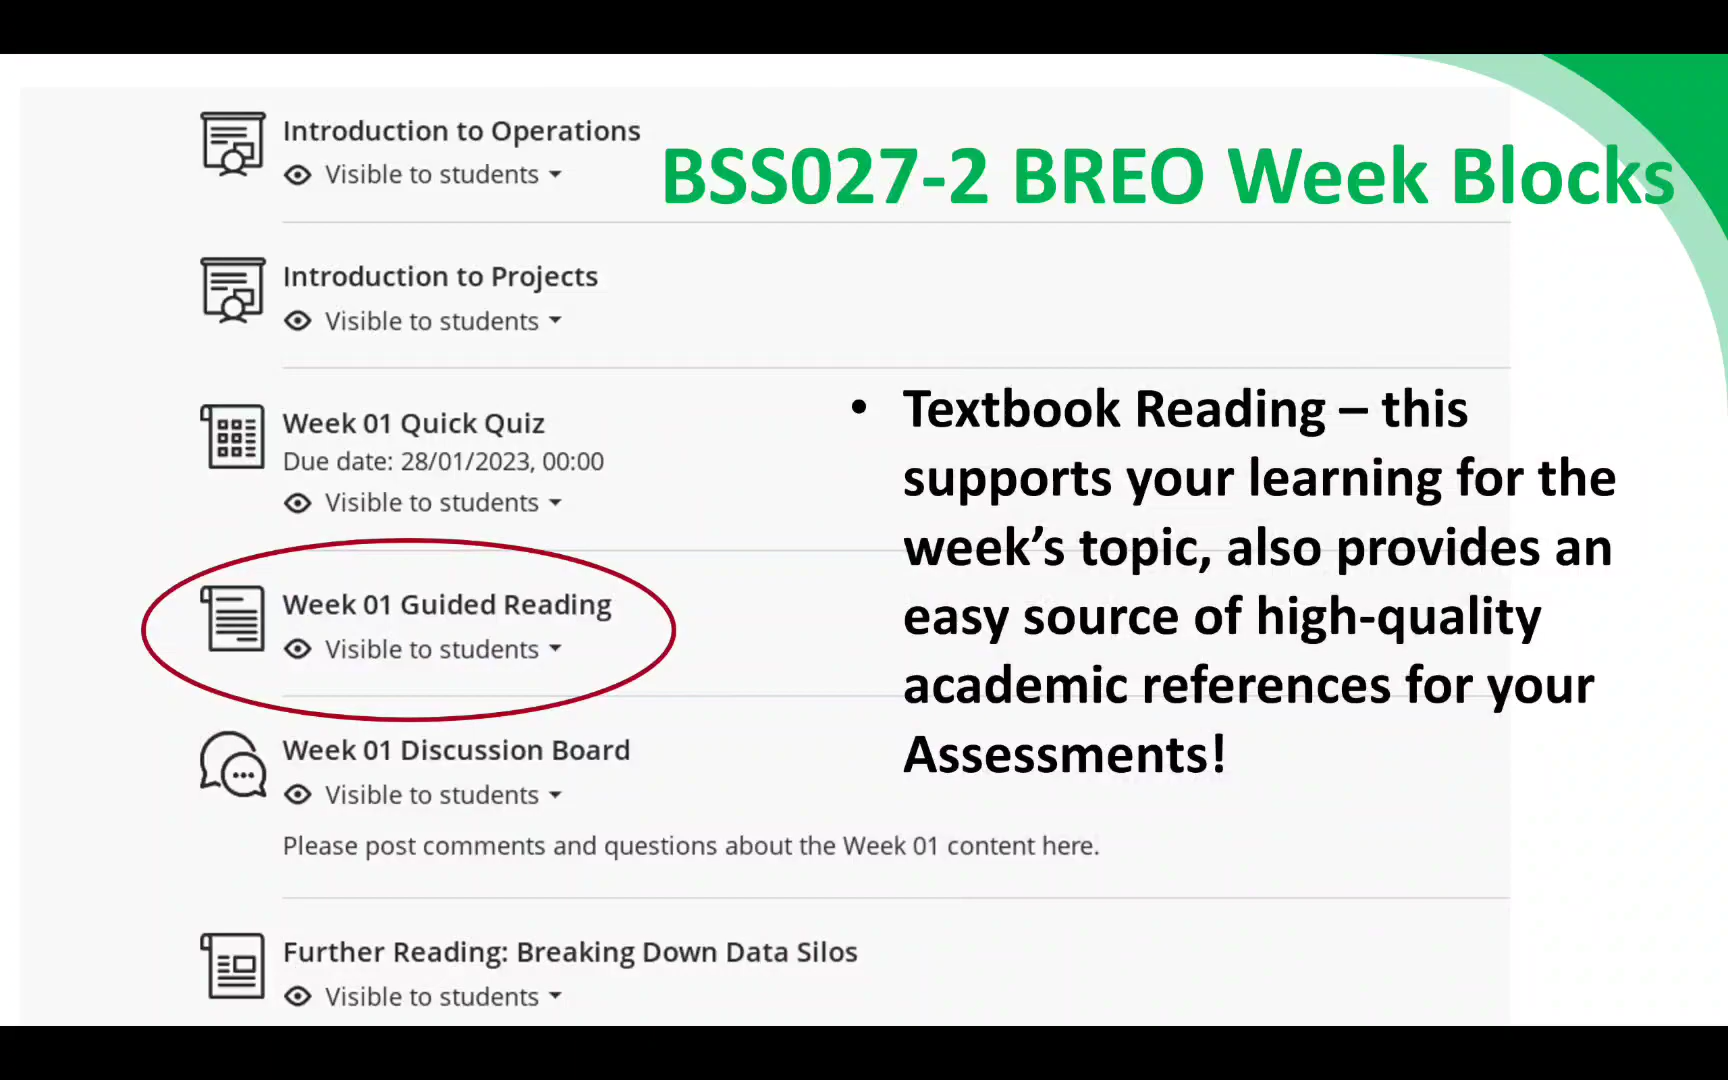 Introduction to Operations
Visible to students
BSS027-2 BREO Week Blocks
Introduction to Projects
Visible to students
Week 01 Quick Quiz
Due date: 28/01/2023, 00:00
Visible to students
Week 01 Guided Reading
Visible to students
Week 01 Discussion Board
Visible to students
Please post comments and questions about the Week 01 content here.
Further Reading: Breaking Down Data Silos
Visible to students
• Textbook Reading – this
supports your learning for the
week’s topic, also provides an
easy source of high-quality
academic references for your
Assessments!